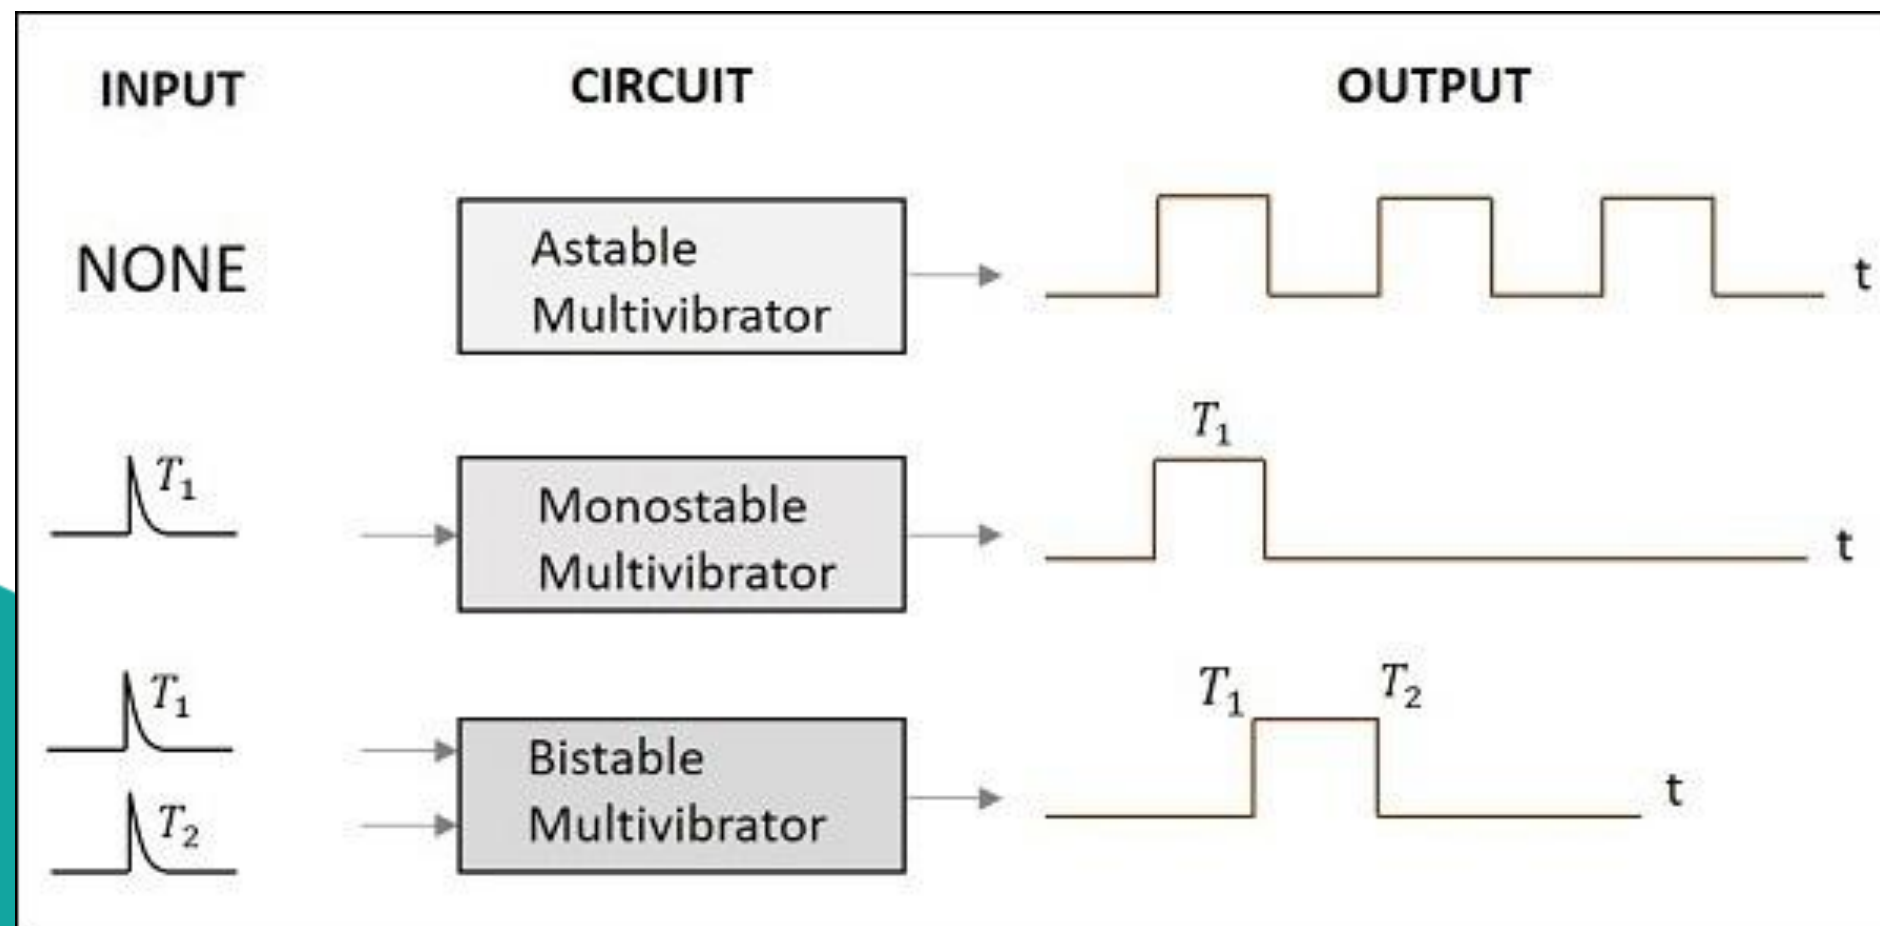 INPUT CIRCUIT OUTPUT
NONE
Astable
Multivibrator
t
T₁
Monostable
Multivibrator
T₁
t
T₁
T₂
Bistable
Multivibrator
T₁ T₂
t